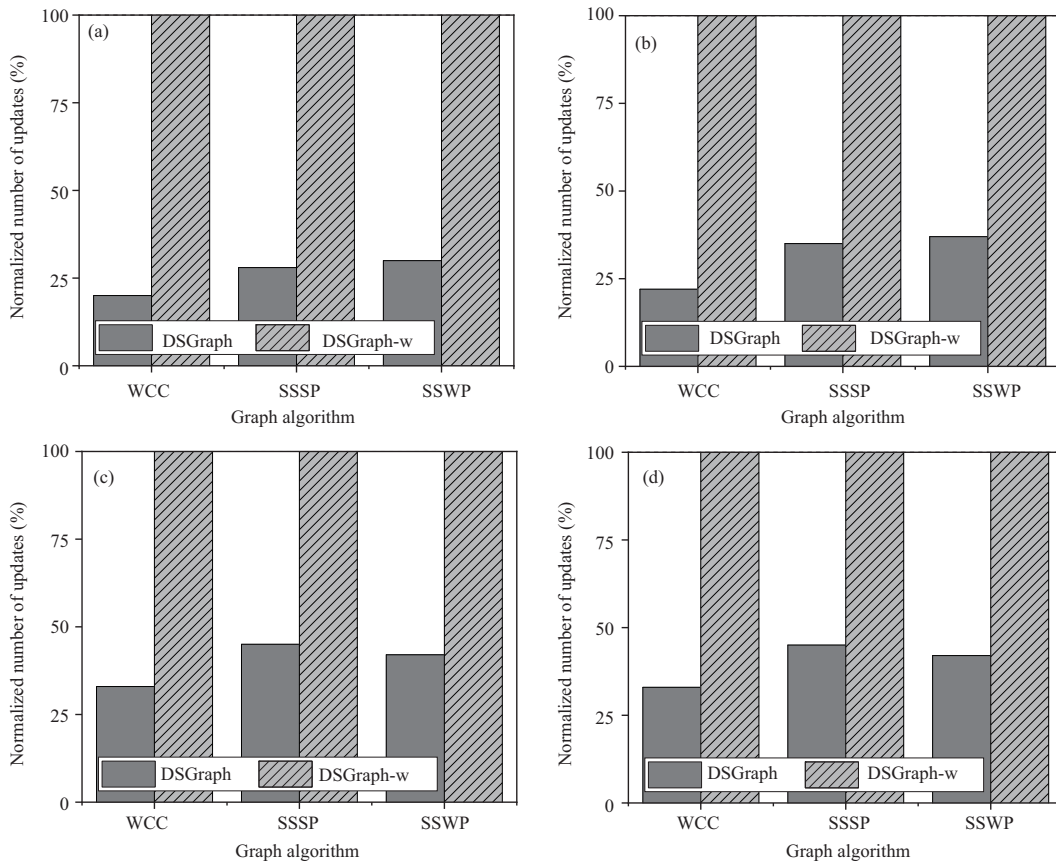 (a)
Normalized number of updates (%)
100
75
50
25
0
DSGraph DSGraph-w
WCC SSSP SSWP
Graph algorithm
(b)
Normalized number of updates (%)
100
75
50
25
0
DSGraph DSGraph-w
WCC SSSP SSWP
Graph algorithm
(c)
Normalized number of updates (%)
100
75
50
25
0
DSGraph DSGraph-w
WCC SSSP SSWP
Graph algorithm
(d)
Normalized number of updates (%)
100
75
50
25
0
DSGraph DSGraph-w
WCC SSSP SSWP
Graph algorithm